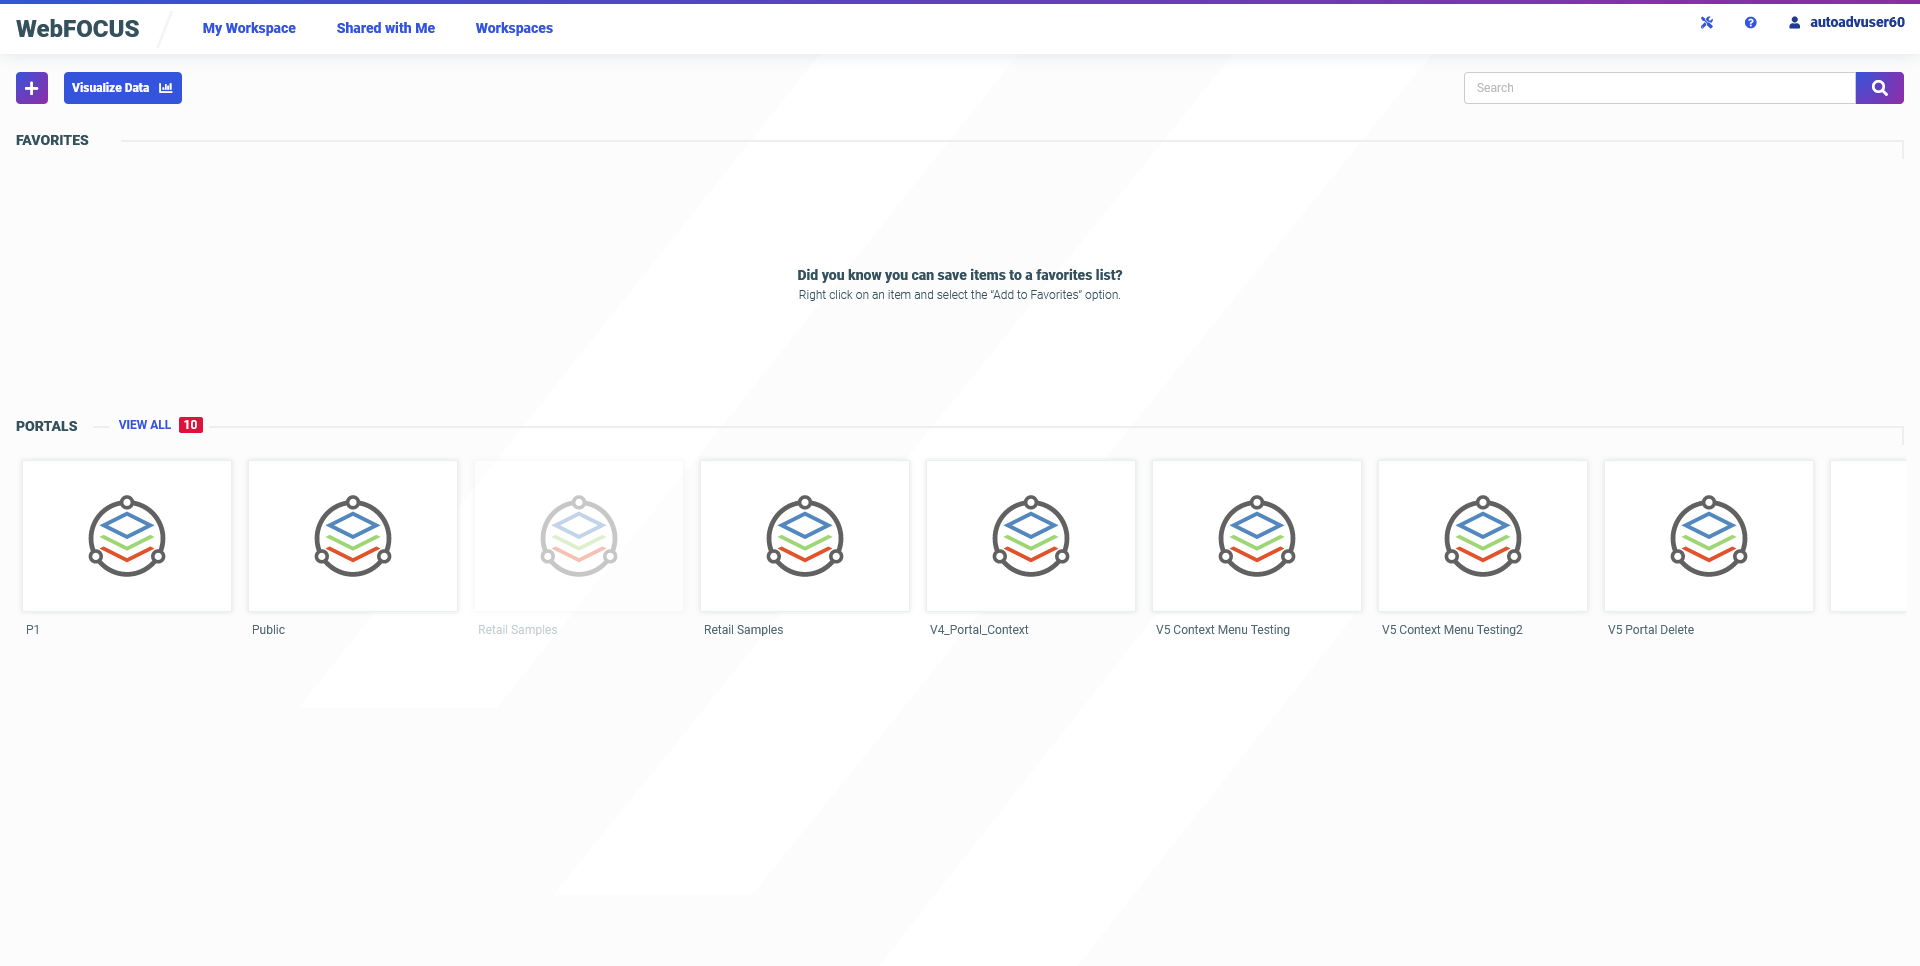 WebFOCUS
My Workspace
Shared with Me
Workspaces
autoadvuser60
Visualize Data
Search
FAVORITES
Did you know you can save items to a favorites list?
Right click on an item and select the “Add to Favorites” option.
PORTALS
VIEW ALL 10
P1
Public
Retail Samples
Retail Samples
V4_Portal_Context
V5 Context Menu Testing
V5 Context Menu Testing2
V5 Portal Delete